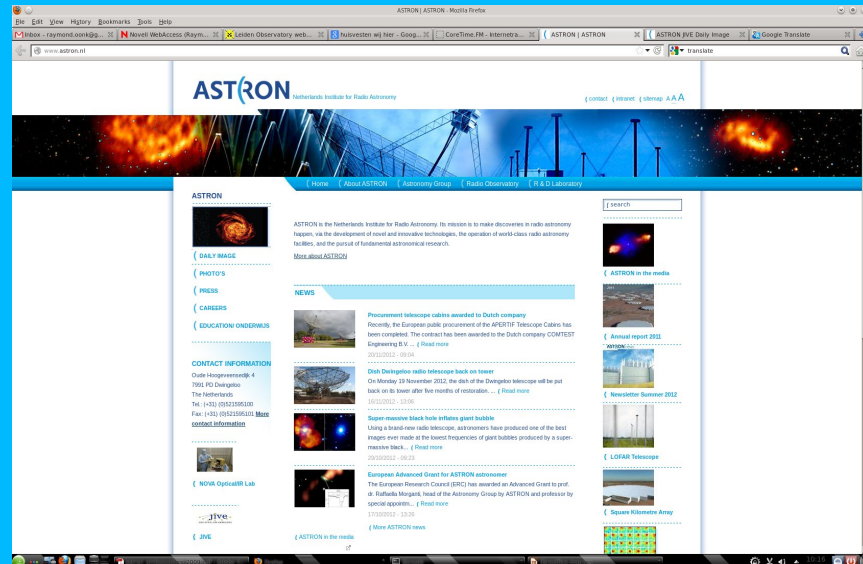 ASTRON | ASTRON - Mozilla Firefox
File Edit View History Bookmarks Tools Help
Inbox - raymond.oonk@g...
Novell WebAccess (Raym...
Leiden Observatory web...
huisvesten wij hier - Goog...
CoreTime.FM - Internetra...
ASTRON | ASTRON
ASTRON JIVE Daily Image
Google Translate
www.astron.nl
translate
ASTRON Netherlands Institute for Radio Astronomy
contact intranet sitemap A A A
Home About ASTRON Astronomy Group Radio Observatory R & D Laboratory
ASTRON
DAILY IMAGE
PHOTO'S
PRESS
CAREERS
EDUCATION/ ONDERWIJS
CONTACT INFORMATION
Oude Hoogeveensedijk 4
7991 PD Dwingeloo
The Netherlands
Tel.: (+31) (0)521595100
Fax: (+31) (0)521595101 More
contact information
NOVA Optical/IR Lab
JIVE
JIVE
ASTRON is the Netherlands Institute for Radio Astronomy. Its mission is to make discoveries in radio astronomy
happen, via the development of novel and innovative technologies, the operation of world-class radio astronomy
facilities, and the pursuit of fundamental astronomical research.
More about ASTRON
NEWS
Procurement telescope cabins awarded to Dutch company
Recently, the European public procurement of the APERTIF Telescope Cabins has
been completed. The contract has been awarded to the Dutch company COMTEST
Engineering B.V. ... Read more
20/11/2012 - 09:04
Dish Dwingeloo radio telescope back on tower
On Monday 19 November 2012, the dish of the Dwingeloo telescope will be put
back on its tower after five months of restoration. ... Read more
16/11/2012 - 13:06
Super-massive black hole inflates giant bubble
Using a brand-new radio telescope, astronomers have produced one of the best
images ever made at the lowest frequencies of giant bubbles produced by a super-
massive black... Read more
29/10/2012 - 09:23
European Advanced Grant for ASTRON astronomer
The European Research Council (ERC) has awarded an Advanced Grant to prof.
dr. Raffaella Morganti, head of the Astronomy Group by ASTRON and professor by
special appointm... Read more
17/10/2012 - 13:26
More ASTRON news
ASTRON in the media
search
ASTRON in the media
2011
Annual report 2011
ASTRON
Newsletter Summer 2012
LOFAR Telescope
Square Kilometre Array
Firefox
19:16